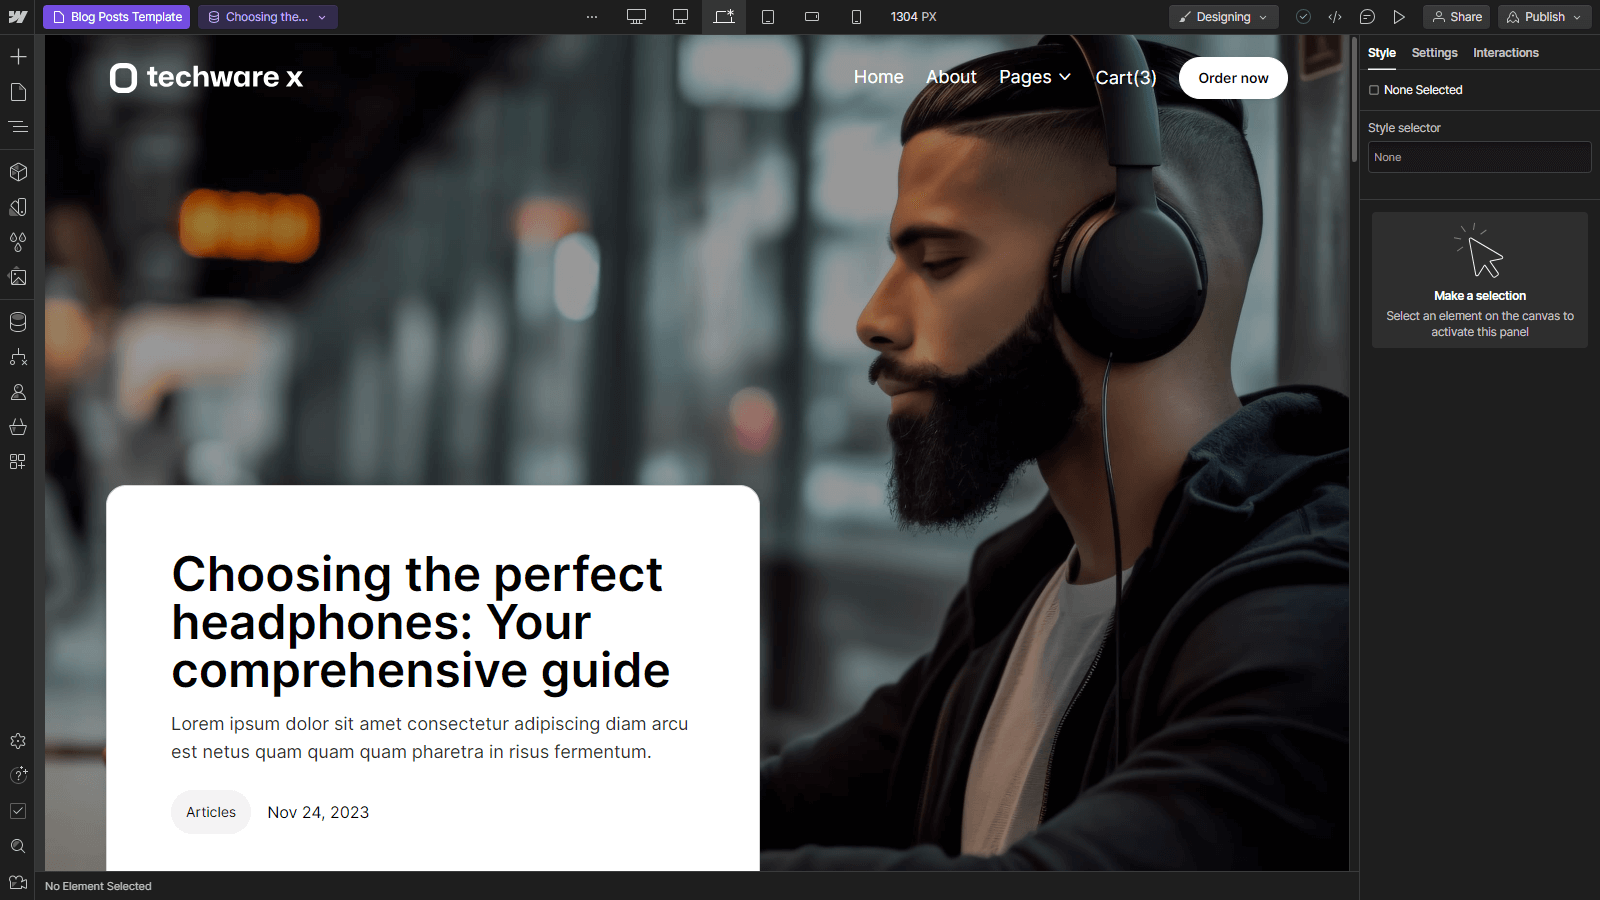 Blog Posts Template
Choosing the...
1304 PX
Designing
Share
Publish
techware x
Home
About
Pages
Cart(3)
Order now
Style
Settings
Interactions
None Selected
Style selector
None
Make a selection
Select an element on the canvas to
activate this panel
Choosing the perfect
headphones: Your
comprehensive guide
Lorem ipsum dolor sit amet consectetur adipiscing diam arcu
est netus quam quam quam pharetra in risus fermentum.
Articles
Nov 24, 2023
No Element Selected